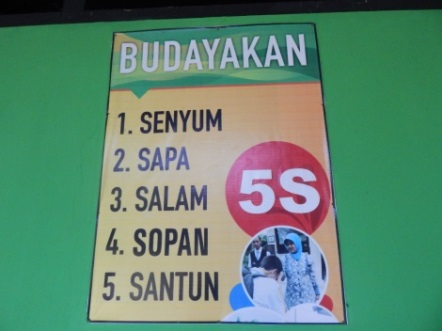 BUDAYAKAN
1. SENYUM
2. SAPA
3. SALAM
4. SOPAN
5. SANTUN
5S